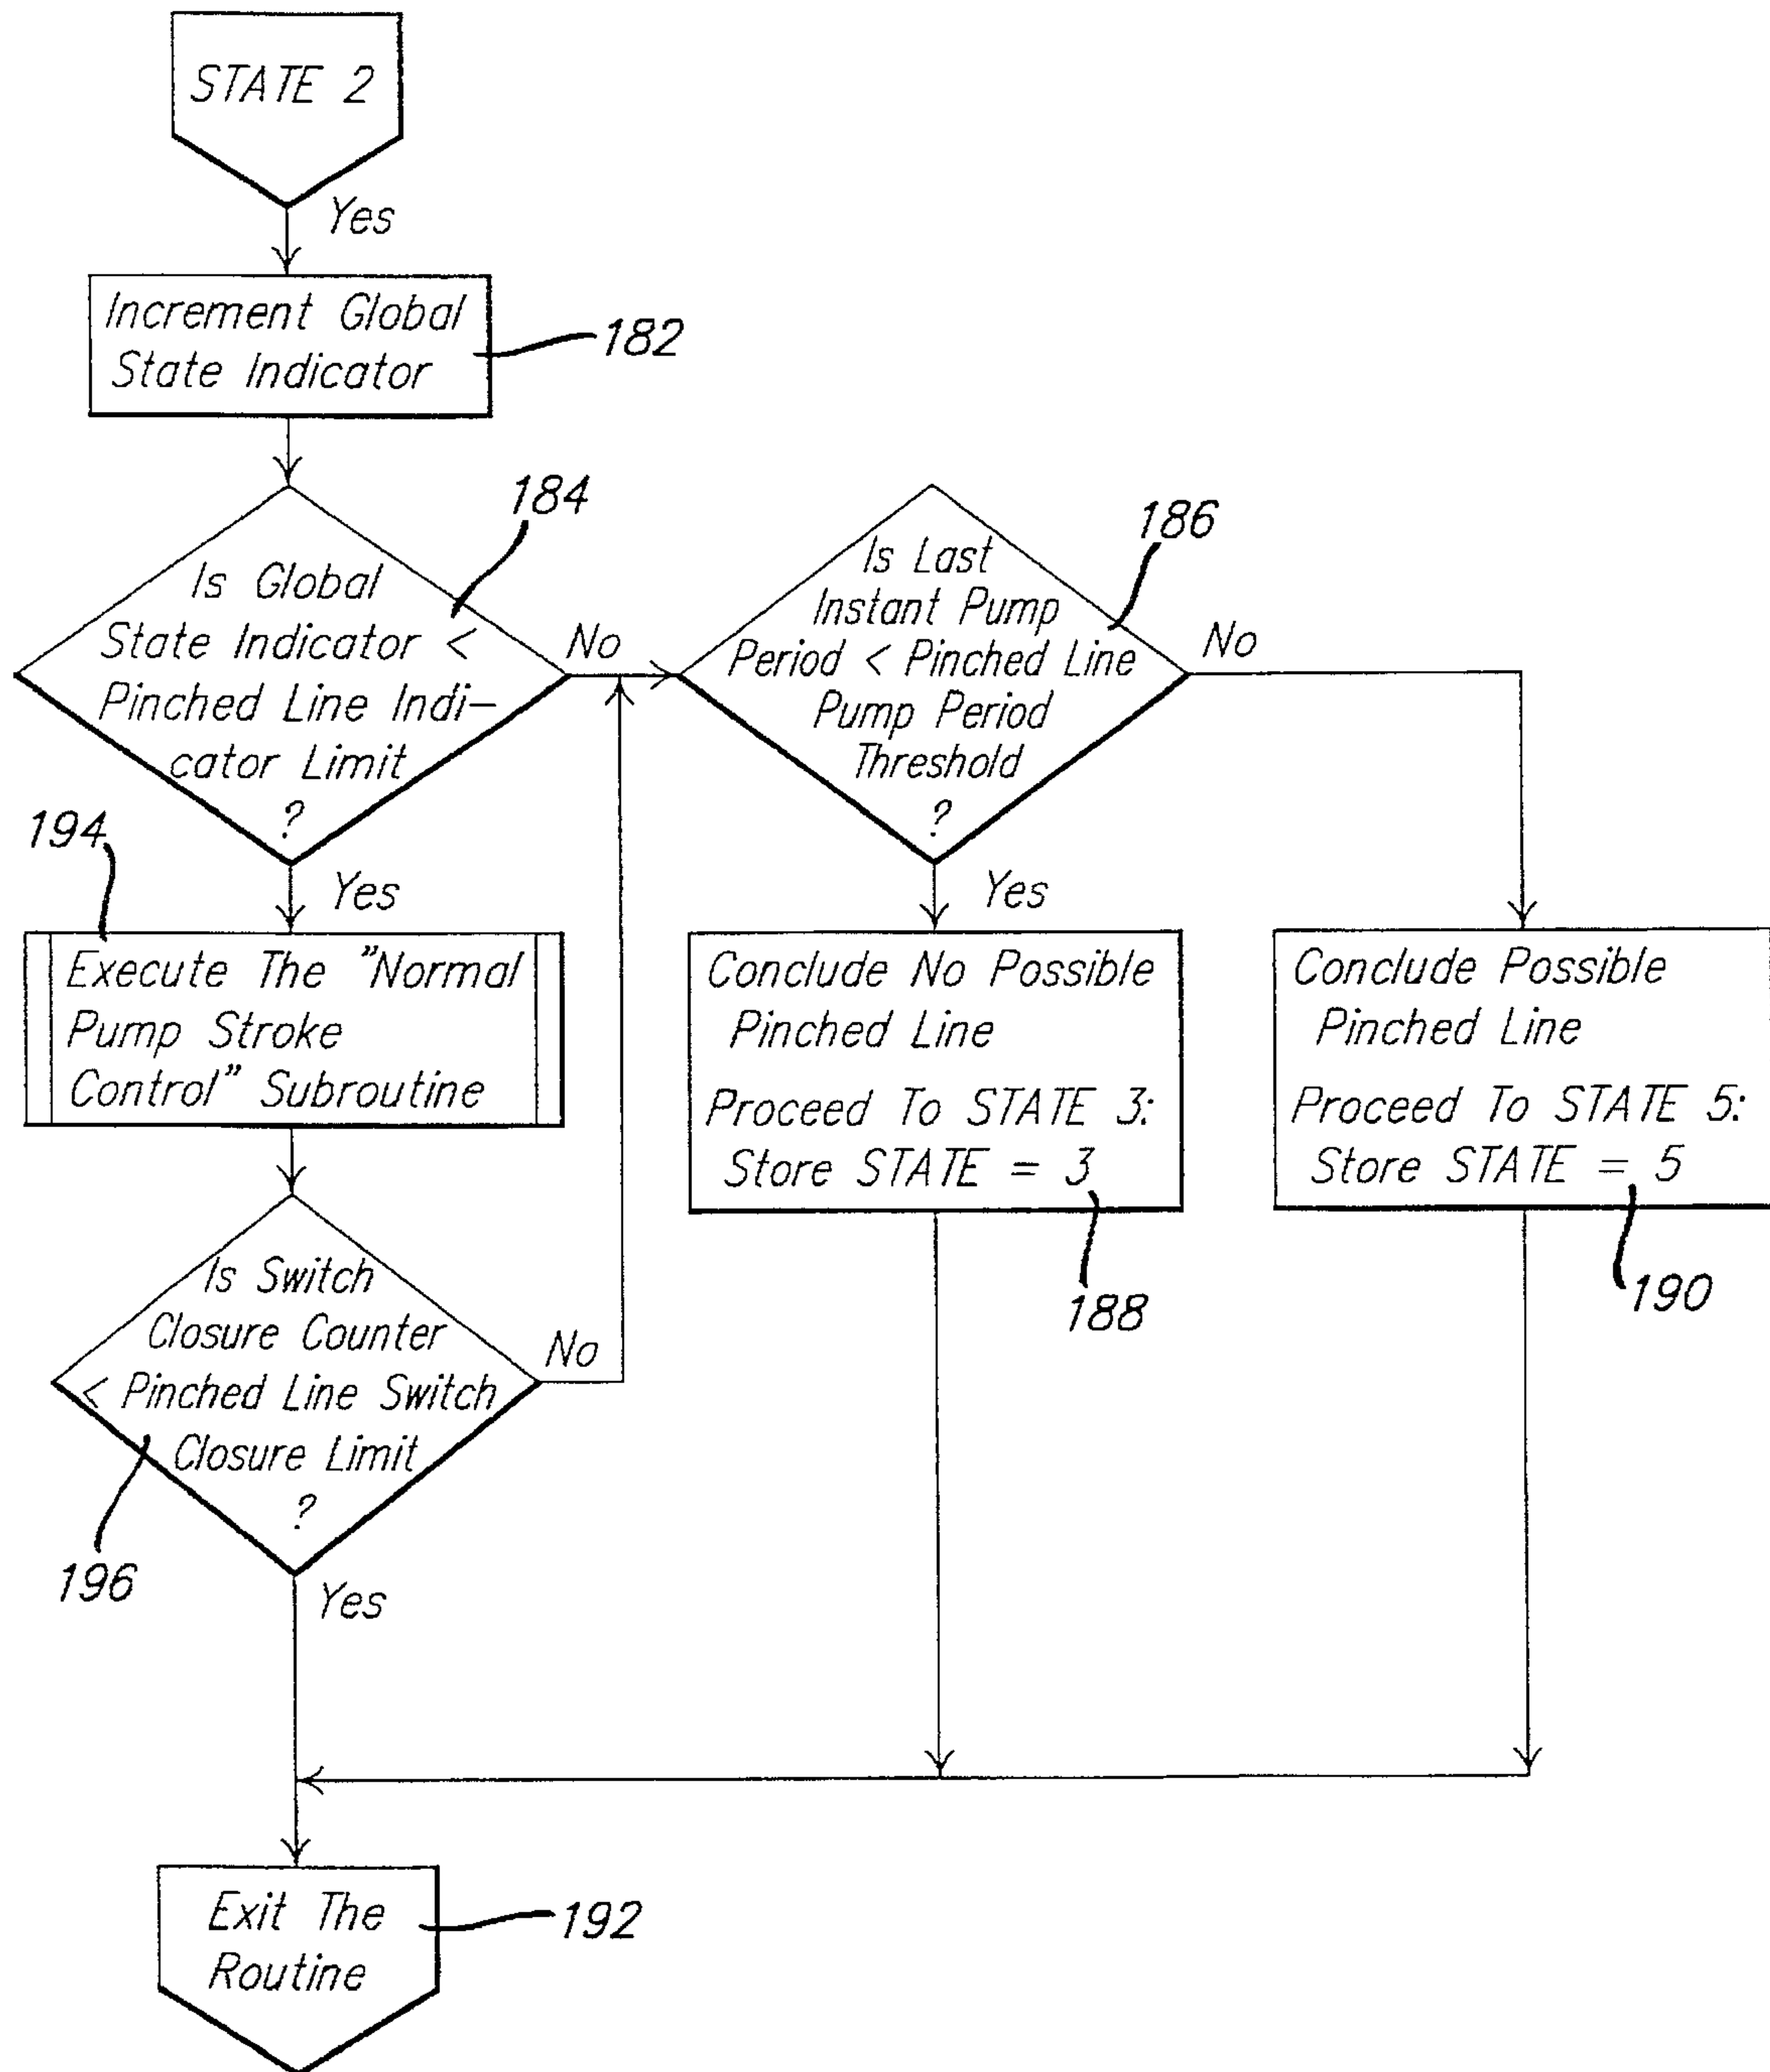 STATE 2
Yes
Increment Global
State Indicator
182
184
Is Global
State Indicator <
Pinched Line Indi-
cator Limit
?
No
Yes
186
Is Last
Instant Pump
Period < Pinched Line
Pump Period
Threshold
?
No
Yes
194
Execute The "Normal
Pump Stroke
Control" Subroutine
Conclude No Possible
Pinched Line
Proceed To STATE 3:
Store STATE = 3
188
Conclude Possible
Pinched Line
Proceed To STATE 5:
Store STATE = 5
190
Is Switch
Closure Counter
< Pinched Line Switch
Closure Limit
?
No
196
Yes
Exit The
Routine
192